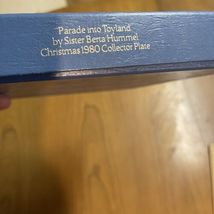 'Parade into Toyland'
by Sister Berta Hummel
Christmas 1980 Collector Plate